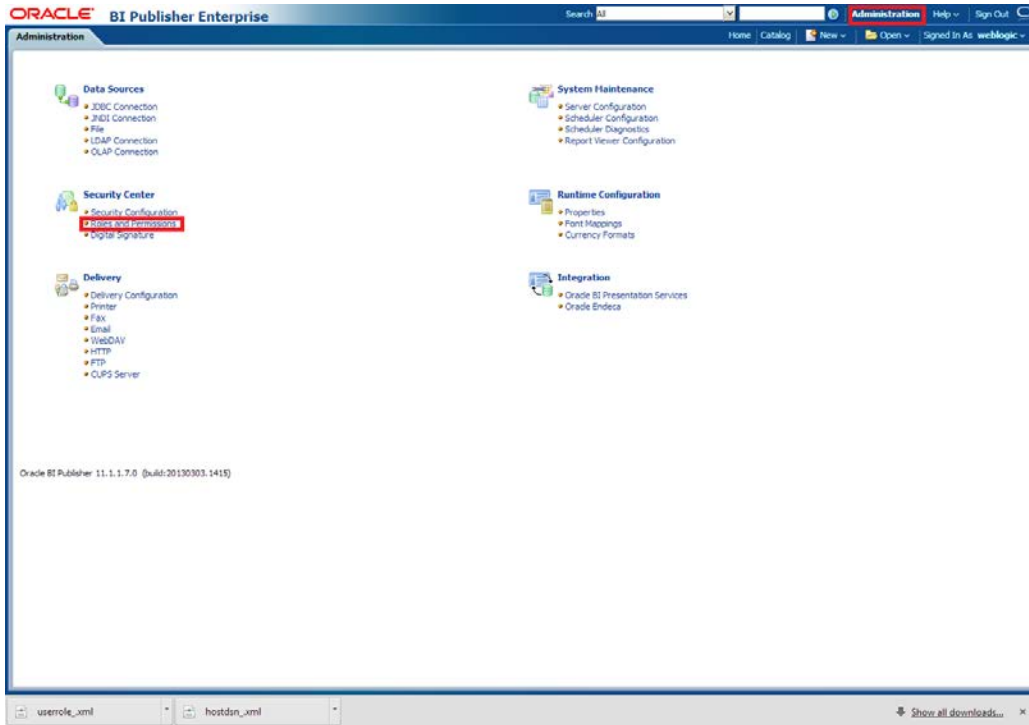 ORACLE BI Publisher Enterprise
Search All Administration Help Sign Out
Administration
Home Catalog New Open Signed In As weblogic
Data Sources
JDBC Connection
JNDI Connection
File
LDAP Connection
OLAP Connection
System Maintenance
Server Configuration
Scheduler Configuration
Scheduler Diagnostics
Report Viewer Configuration
Security Center
Security Configuration
Roles and Permissions
Digital Signature
Runtime Configuration
Properties
Font Mappings
Currency Formats
Delivery
Delivery Configuration
Printer
Fax
Email
WebDAV
HTTP
FTP
CUPS Server
Integration
Oracle BI Presentation Services
Oracle Endeca
Oracle BI Publisher 11.1.1.7.0 (build:20130303.1415)
userrole_.xml
hostdsn_.xml
Show all downloads...